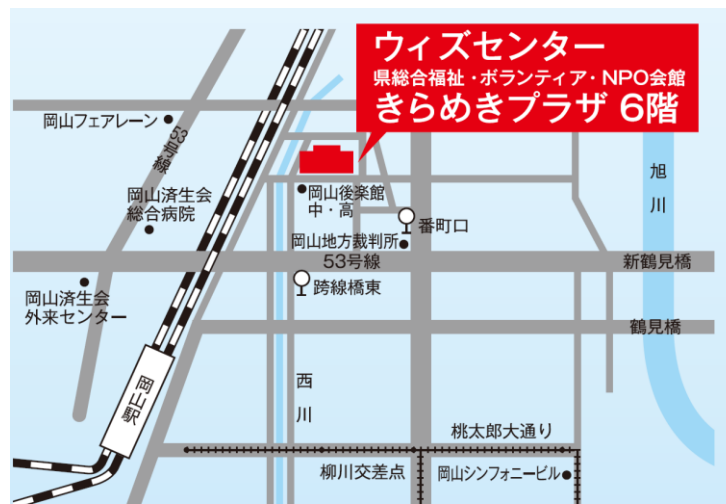 ウィズセンター
県総合福祉・ボランティア・NPO会館
きらめきプラザ 6階
岡山フェアレーン
53号線
旭川
岡山済生会
総合病院
岡山後楽館
中・高
番町口
岡山地方裁判所
53号線
新鶴見橋
岡山済生会
外来センター
跨線橋東
鶴見橋
岡山駅
西川
桃太郎大通り
柳川交差点
岡山シンフォニービル